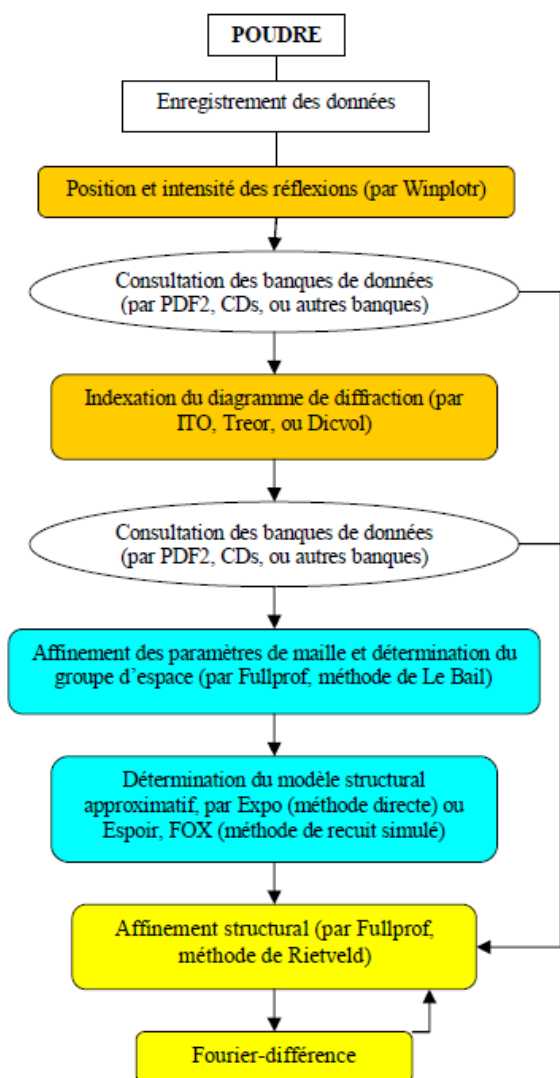 POUDRE
Enregistrement des données
Position et intensité des réflexions (par Winplotr)
Consultation des banques de données
(par PDF2, CDs, ou autres banques)
Indexation du diagramme de diffraction (par
ITO, Treor, ou Dicvol)
Consultation des banques de données
(par PDF2, CDs, ou autres banques)
Affinement des paramètres de maille et détermination du
groupe d'espace (par Fullprof, méthode de Le Bail)
Détermination du modèle structural
approximatif, par Expo (méthode directe) ou
Espoir, FOX (méthode de recuit simulé)
Affinement structural (par Fullprof,
méthode de Rietveld)
Fourier-différence